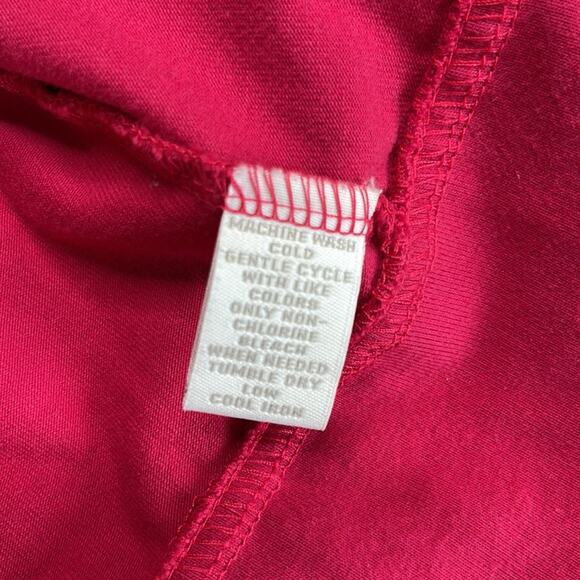 MACHINE WASH
COLD
GENTLE CYCLE
WITH LIKE
COLORS
ONLY NON-
CHLORINE
BLEACH
WHEN NEEDED
TUMBLE DRY
LOW
COOL IRON